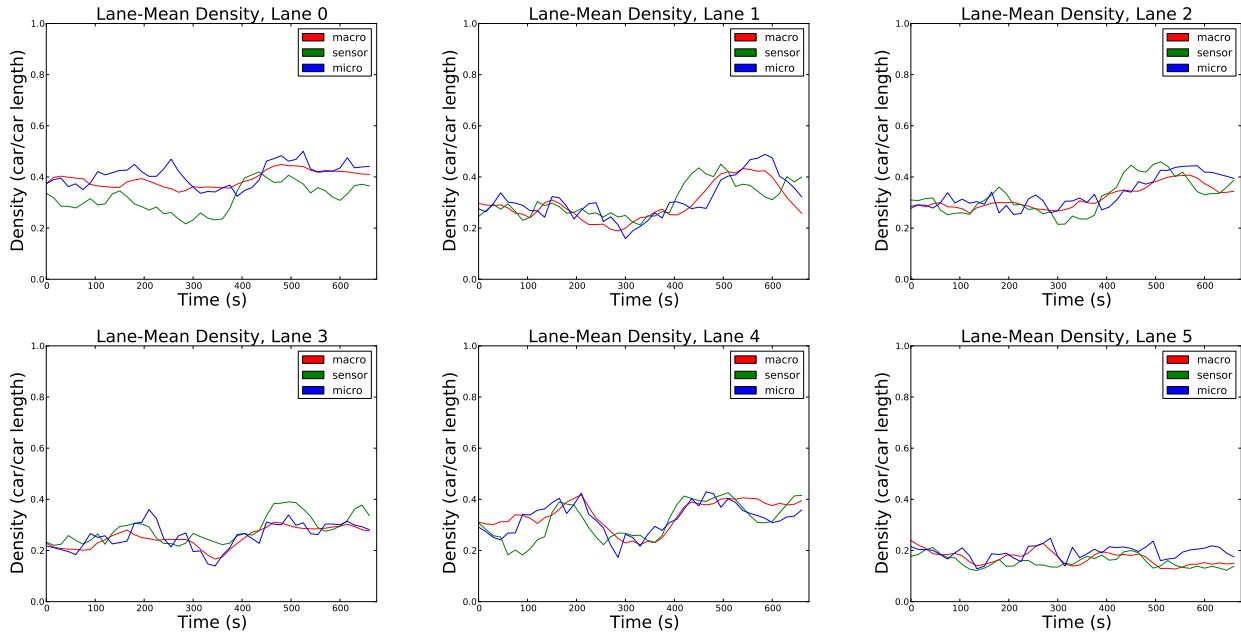 Lane-Mean Density, Lane 0
1.0
0.8
0.6
0.4
0.2
0.0
Density (car/car length)
macro
sensor
micro
0 100 200 300 400 500 600
Time (s)
Lane-Mean Density, Lane 1
1.0
0.8
0.6
0.4
0.2
0.0
Density (car/car length)
macro
sensor
micro
0 100 200 300 400 500 600
Time (s)
Lane-Mean Density, Lane 2
1.0
0.8
0.6
0.4
0.2
0.0
Density (car/car length)
macro
sensor
micro
0 100 200 300 400 500 600
Time (s)
Lane-Mean Density, Lane 3
1.0
0.8
0.6
0.4
0.2
0.0
Density (car/car length)
macro
sensor
micro
0 100 200 300 400 500 600
Time (s)
Lane-Mean Density, Lane 4
1.0
0.8
0.6
0.4
0.2
0.0
Density (car/car length)
macro
sensor
micro
0 100 200 300 400 500 600
Time (s)
Lane-Mean Density, Lane 5
1.0
0.8
0.6
0.4
0.2
0.0
Density (car/car length)
macro
sensor
micro
0 100 200 300 400 500 600
Time (s)